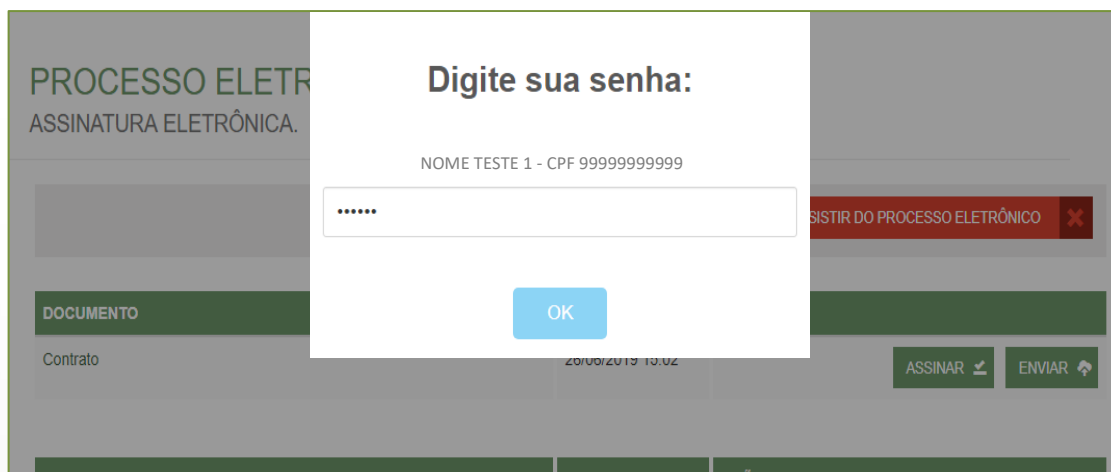 PROCESSO ELETR
ASSINATURA ELETRÔNICA.
Digite sua senha:
NOME TESTE 1 - CPF 99999999999
••••••
OK
SISTIR DO PROCESSO ELETRÔNICO
DOCUMENTO
Contrato
26/06/2019 15:02
ASSINAR
ENVIAR